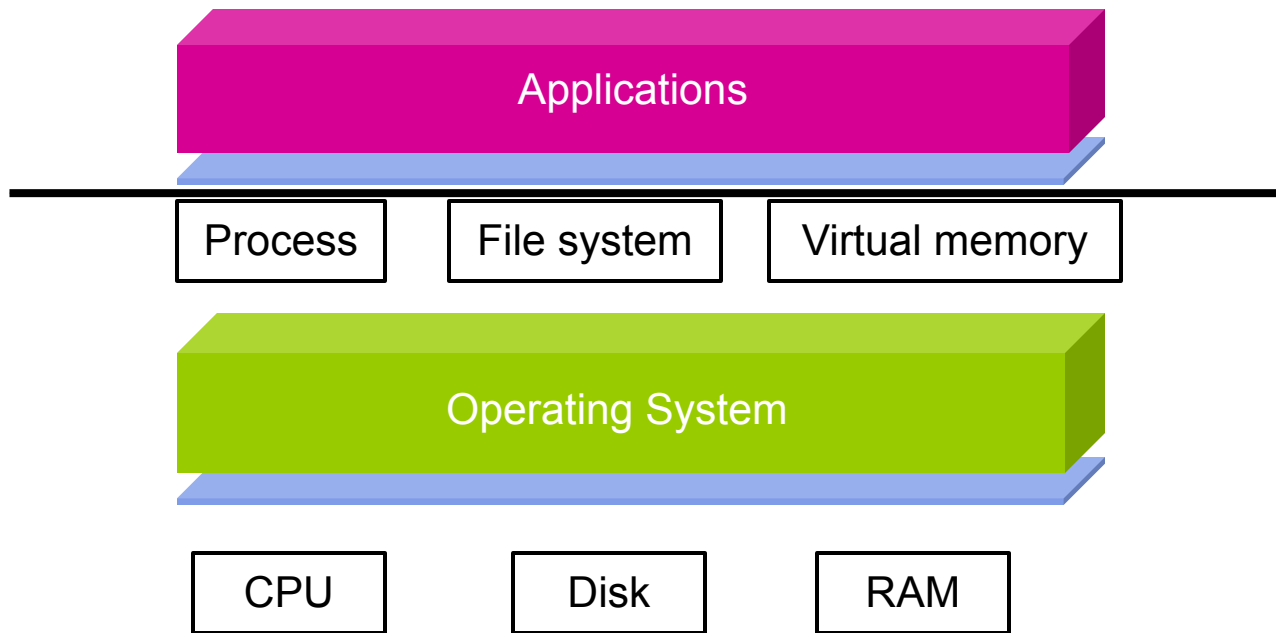 Applications
Process File system Virtual memory
Operating System
CPU Disk RAM